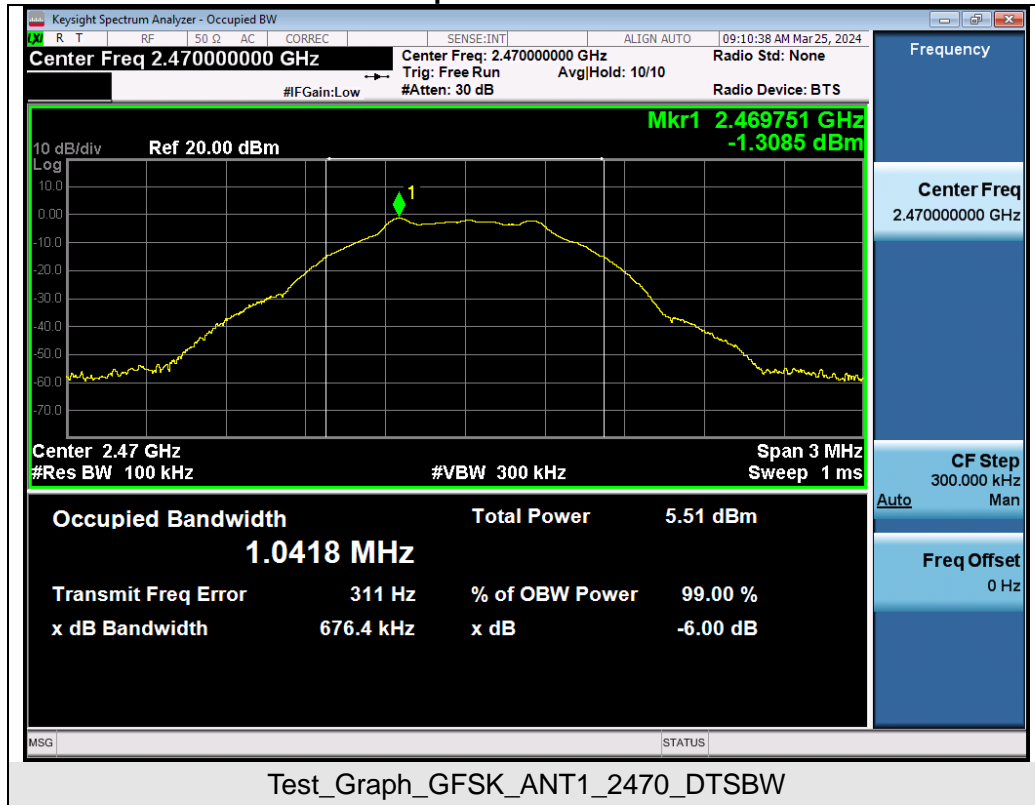 Keysight Spectrum Analyzer - Occupied BW
LXI R T RF 50 Ω AC CORREC SENSE:INT ALIGN AUTO 09:10:38 AM Mar 25, 2024
Center Freq 2.470000000 GHz
Center Freq: 2.470000000 GHz Radio Std: None
Trig: Free Run Avg|Hold: 10/10
#IFGain:Low #Atten: 30 dB Radio Device: BTS
Frequency
Mkr1 2.469751 GHz
-1.3085 dBm
10 dB/div Ref 20.00 dBm
Log
10.0
0.00
-10.0
-20.0
-30.0
-40.0
-50.0
-60.0
-70.0
1
Center 2.47 GHz Span 3 MHz
#Res BW 100 kHz #VBW 300 kHz Sweep 1 ms
Center Freq
2.470000000 GHz
CF Step
300.000 kHz
Auto Man
Freq Offset
0 Hz
Occupied Bandwidth Total Power 5.51 dBm
1.0418 MHz
Transmit Freq Error 311 Hz % of OBW Power 99.00 %
x dB Bandwidth 676.4 kHz x dB -6.00 dB
MSG STATUS
Test_Graph_GFSK_ANT1_2470_DTSBW